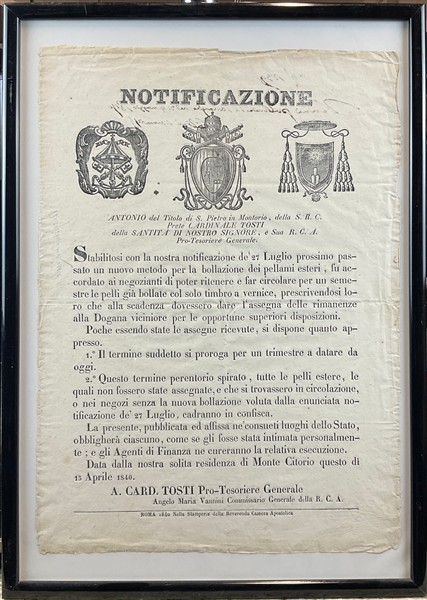 NOTIFICAZIONE
ANTONIO del Titolo di S. Pietro in Montorio, della S. R. C.
Prete CARDINALE TOSTI
della SANTITA' DI NOSTRO SIGNORE, e Sua R. C. A.
Pro-Tesoriere Generale.
Stabilitosi con la nostra notificazione de' 27 Luglio prossimo pas-
sato un nuovo metodo per la bollazione dei pellami esteri, fu ac-
cordato ai negozianti di poter ritenere e far circolare per un seme-
stre le pelli già bollate col solo timbro a vernice, prescrivendosi lo-
ro che alla scadenza dovessero dare l'assegna delle rimanenze
alla Dogana viciniore per le opportune superiori disposizioni.
Poche essendo state le assegne ricevute, si dispone quanto ap-
presso.
1.º Il termine suddetto si proroga per un trimestre a datare da
oggi.
2.º Questo termine perentorio spirato, tutte le pelli estere, le
quali non fossero state assegnate, e che si trovassero in circolazione,
o nei negozi senza la nuova bollazione voluta dalla enunciata no-
tificazione de' 27 Luglio, cadranno in confisca.
La presente, pubblicata ed affissa ne' consueti luoghi dello Stato,
obbligherà ciascuno, come se gli fosse stata intimata personalmen-
te; e gli Agenti di Finanza ne cureranno la relativa esecuzione.
Data dalla nostra solita residenza di Monte Citorio questo dì
13 Aprile 1840.
A. CARD. TOSTI Pro-Tesoriere Generale
Angelo Maria Vannini Commissario Generale della R. C. A.
ROMA 1840 Nella Stamperia della Reverenda Camera Apostolica